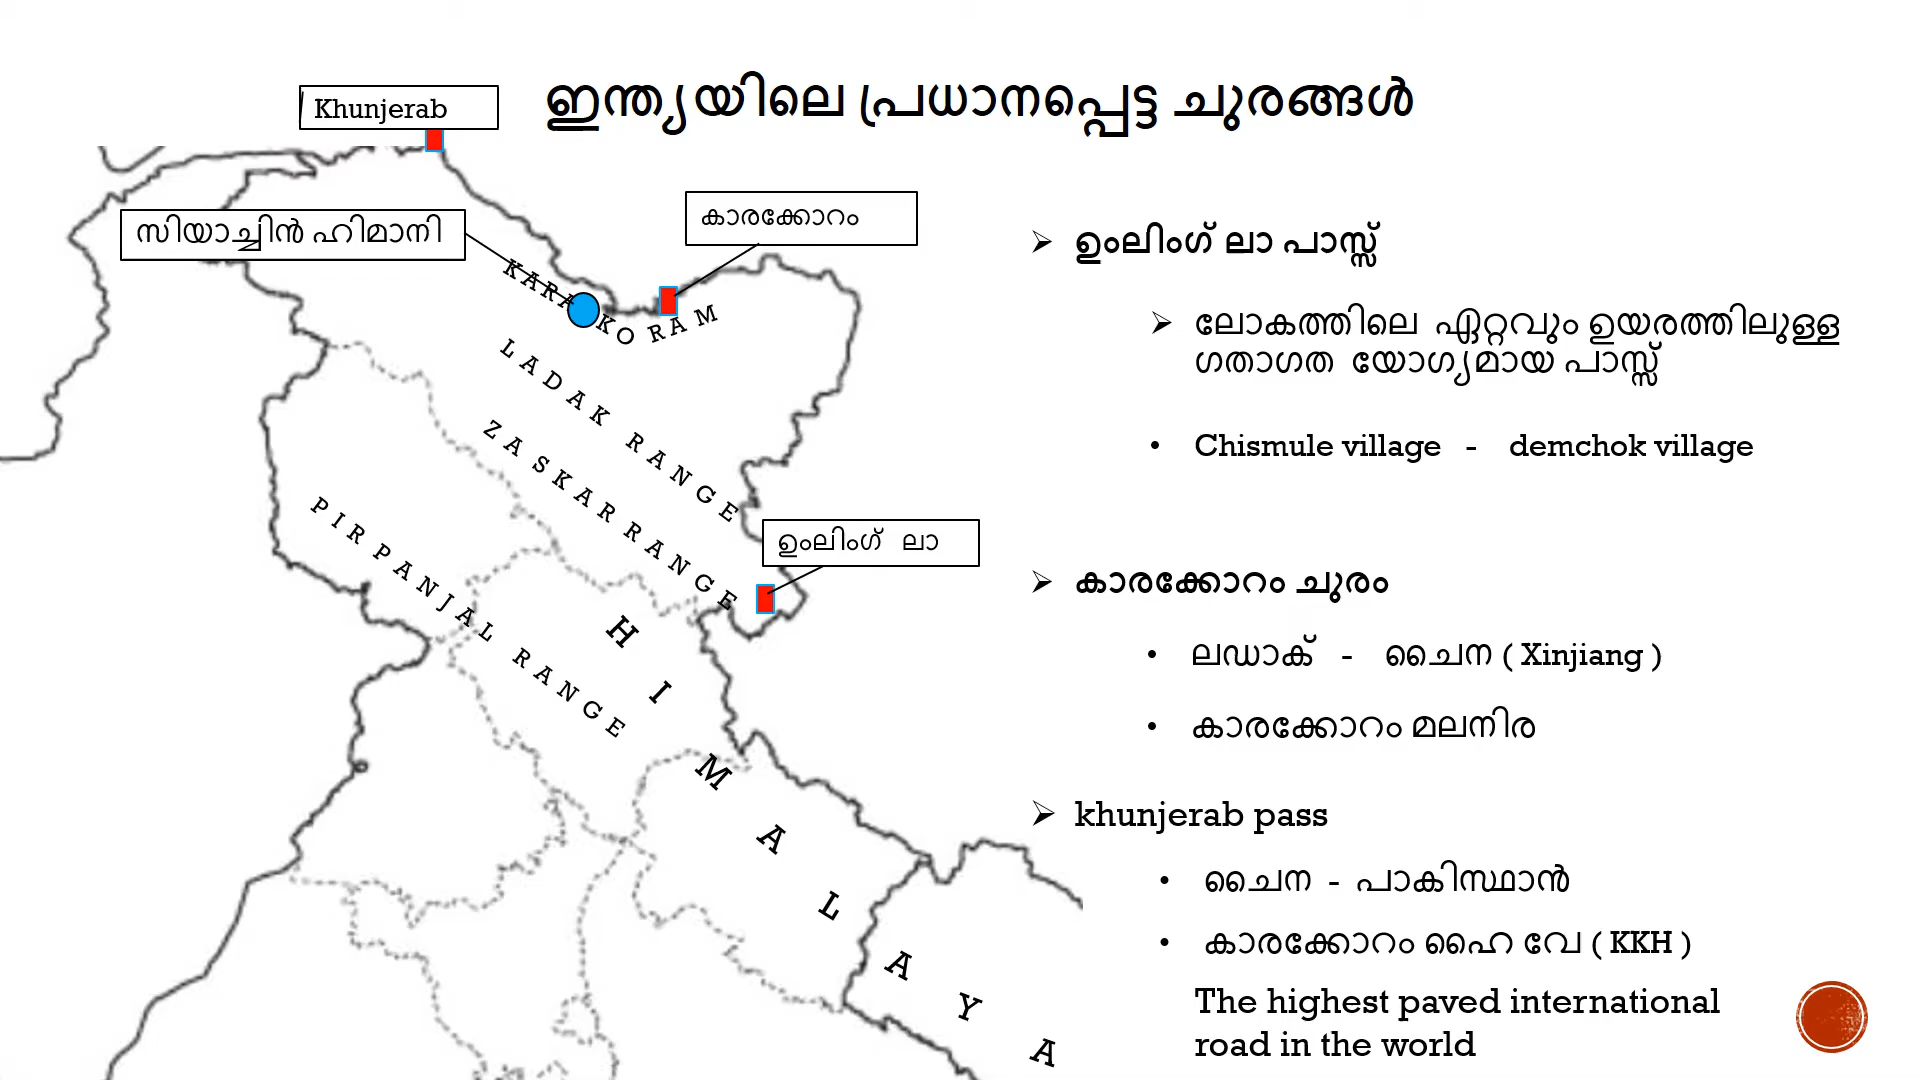 ഇന്ത്യയിലെ പ്രധാനപ്പെട്ട ചുരങ്ങൾ
Khunjerab
കാരക്കോറം
സിയാച്ചിൻ ഹിമാനി
KARAKORAM
LADAK RANGE
ZASKAR RANGE
PIR PANJAL RANGE
ഉംലിംഗ് ലാ
HIMALAYA
ഉംലിംഗ് ലാ പാസ്സ്
ലോകത്തിലെ ഏറ്റവും ഉയരത്തിലുള്ള
ഗതാഗത യോഗ്യമായ പാസ്സ്
Chismule village - demchok village
കാരക്കോറം ചുരം
ലഡാക് - ചൈന ( Xinjiang )
കാരക്കോറം മലനിര
khunjerab pass
ചൈന - പാകിസ്ഥാൻ
കാരക്കോറം ഹൈ വേ ( KKH )
The highest paved international
road in the world